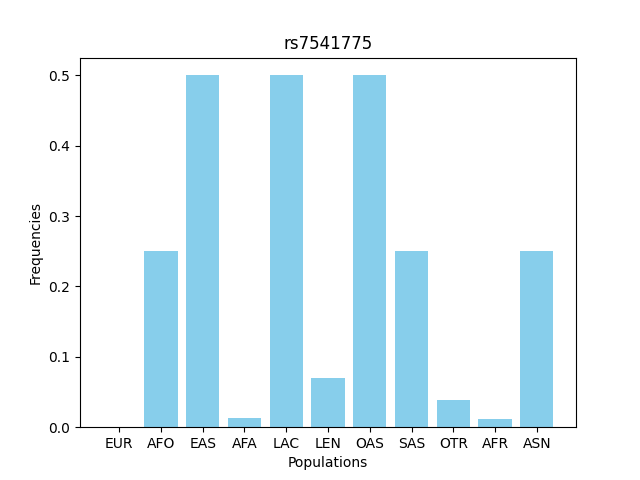 rs7541775
0.5
0.4
0.3
0.2
0.1
0.0
Frequencies
EUR AFO EAS AFA LAC LEN OAS SAS OTR AFR ASN
Populations